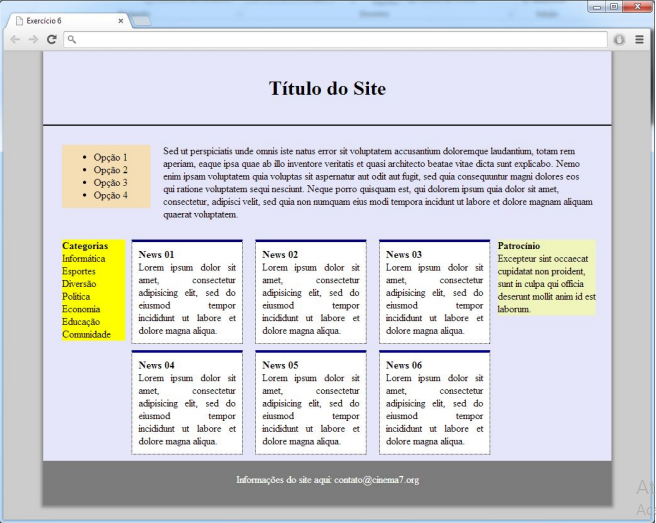 Exercício 6
Título do Site
Opção 1
Opção 2
Opção 3
Opção 4
Sed ut perspiciatis unde omnis iste natus error sit voluptatem accusantium doloremque laudantium, totam rem
aperiam, eaque ipsa quae ab illo inventore veritatis et quasi architecto beatae vitae dicta sunt explicabo. Nemo
enim ipsam voluptatem quia voluptas sit aspernatur aut odit aut fugit, sed quia consequuntur magni dolores eos
qui ratione voluptatem sequi nesciunt. Neque porro quisquam est, qui dolorem ipsum quia dolor sit amet,
consectetur, adipisci velit, sed quia non numquam eius modi tempora incidunt ut labore et dolore magnam aliquam
quaerat voluptatem.
Categorias
Informática
Esportes
Diversão
Política
Economia
Educação
Comunidade
News 01
Lorem ipsum dolor sit
amet, consectetur
adipisicing elit, sed do
eiusmod tempor
incididunt ut labore et
dolore magna aliqua.
News 02
Lorem ipsum dolor sit
amet, consectetur
adipisicing elit, sed do
eiusmod tempor
incididunt ut labore et
dolore magna aliqua.
News 03
Lorem ipsum dolor sit
amet, consectetur
adipisicing elit, sed do
eiusmod tempor
incididunt ut labore et
dolore magna aliqua.
Patrocínio
Excepteur sint occaecat
cupidatat non proident,
sunt in culpa qui officia
deserunt mollit anim id est
laborum.
News 04
Lorem ipsum dolor sit
amet, consectetur
adipisicing elit, sed do
eiusmod tempor
incididunt ut labore et
dolore magna aliqua.
News 05
Lorem ipsum dolor sit
amet, consectetur
adipisicing elit, sed do
eiusmod tempor
incididunt ut labore et
dolore magna aliqua.
News 06
Lorem ipsum dolor sit
amet, consectetur
adipisicing elit, sed do
eiusmod tempor
incididunt ut labore et
dolore magna aliqua.
Informações do site aqui: contato@cinema7.org